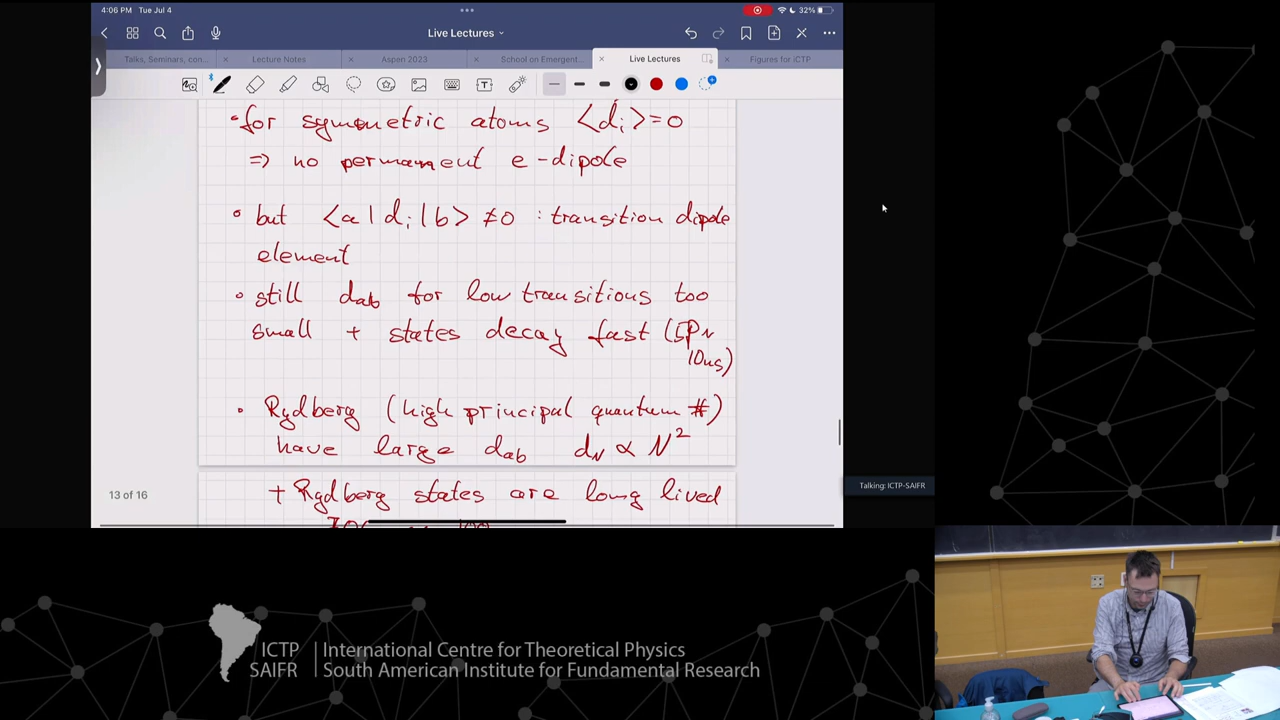 4:06 PM Tue Jul 4
32%
Live Lectures
Talks, Seminars, con...
Lecture Notes
Aspen 2023
School on Emergent...
Live Lectures
Figures for ICTP
• for symmetric atoms <di>=0
=> no permament e-dipole
• but <a|di|b> ≠0 : transition dipole
element
• still dab for low transitions too
small + states decay fast (5P~
10ns)
• Rydberg (high principal quantum #)
have large dab dN ∝ N²
13 of 16
+ Rydberg states are long lived
Talking: ICTP-SAIFR
ICTP | International Centre for Theoretical Physics
SAIFR | South American Institute for Fundamental Research